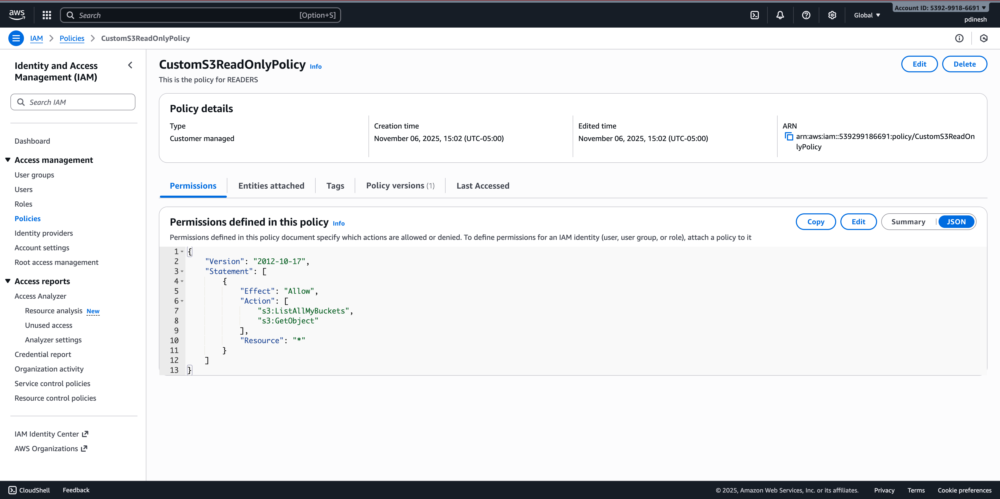 aws
Search
[Option+S]
Global
Account ID: 5392-9918-6691
pdinesh
IAM
Policies
CustomS3ReadOnlyPolicy
Identity and Access
Management (IAM)
Search IAM
Dashboard
Access management
User groups
Users
Roles
Policies
Identity providers
Account settings
Root access management
Access reports
Access Analyzer
Resource analysis New
Unused access
Analyzer settings
Credential report
Organization activity
Service control policies
Resource control policies
IAM Identity Center
AWS Organizations
CustomS3ReadOnlyPolicy Info
This is the policy for READERS
Edit
Delete
Policy details
Type
Customer managed
Creation time
November 06, 2025, 15:02 (UTC-05:00)
Edited time
November 06, 2025, 15:02 (UTC-05:00)
ARN
arn:aws:iam::539299186691:policy/CustomS3ReadOn
lyPolicy
Permissions
Entities attached
Tags
Policy versions (1)
Last Accessed
Permissions defined in this policy Info
Copy
Edit
Summary
JSON
Permissions defined in this policy document specify which actions are allowed or denied. To define permissions for an IAM identity (user, user group, or role), attach a policy to it
1 {
2     "Version": "2012-10-17",
3     "Statement": [
4         {
5             "Effect": "Allow",
6             "Action": [
7                 "s3:ListAllMyBuckets",
8                 "s3:GetObject"
9             ],
10             "Resource": "*"
11         }
12     ]
13 }
CloudShell
Feedback
© 2025, Amazon Web Services, Inc. or its affiliates.
Privacy
Terms
Cookie preferences